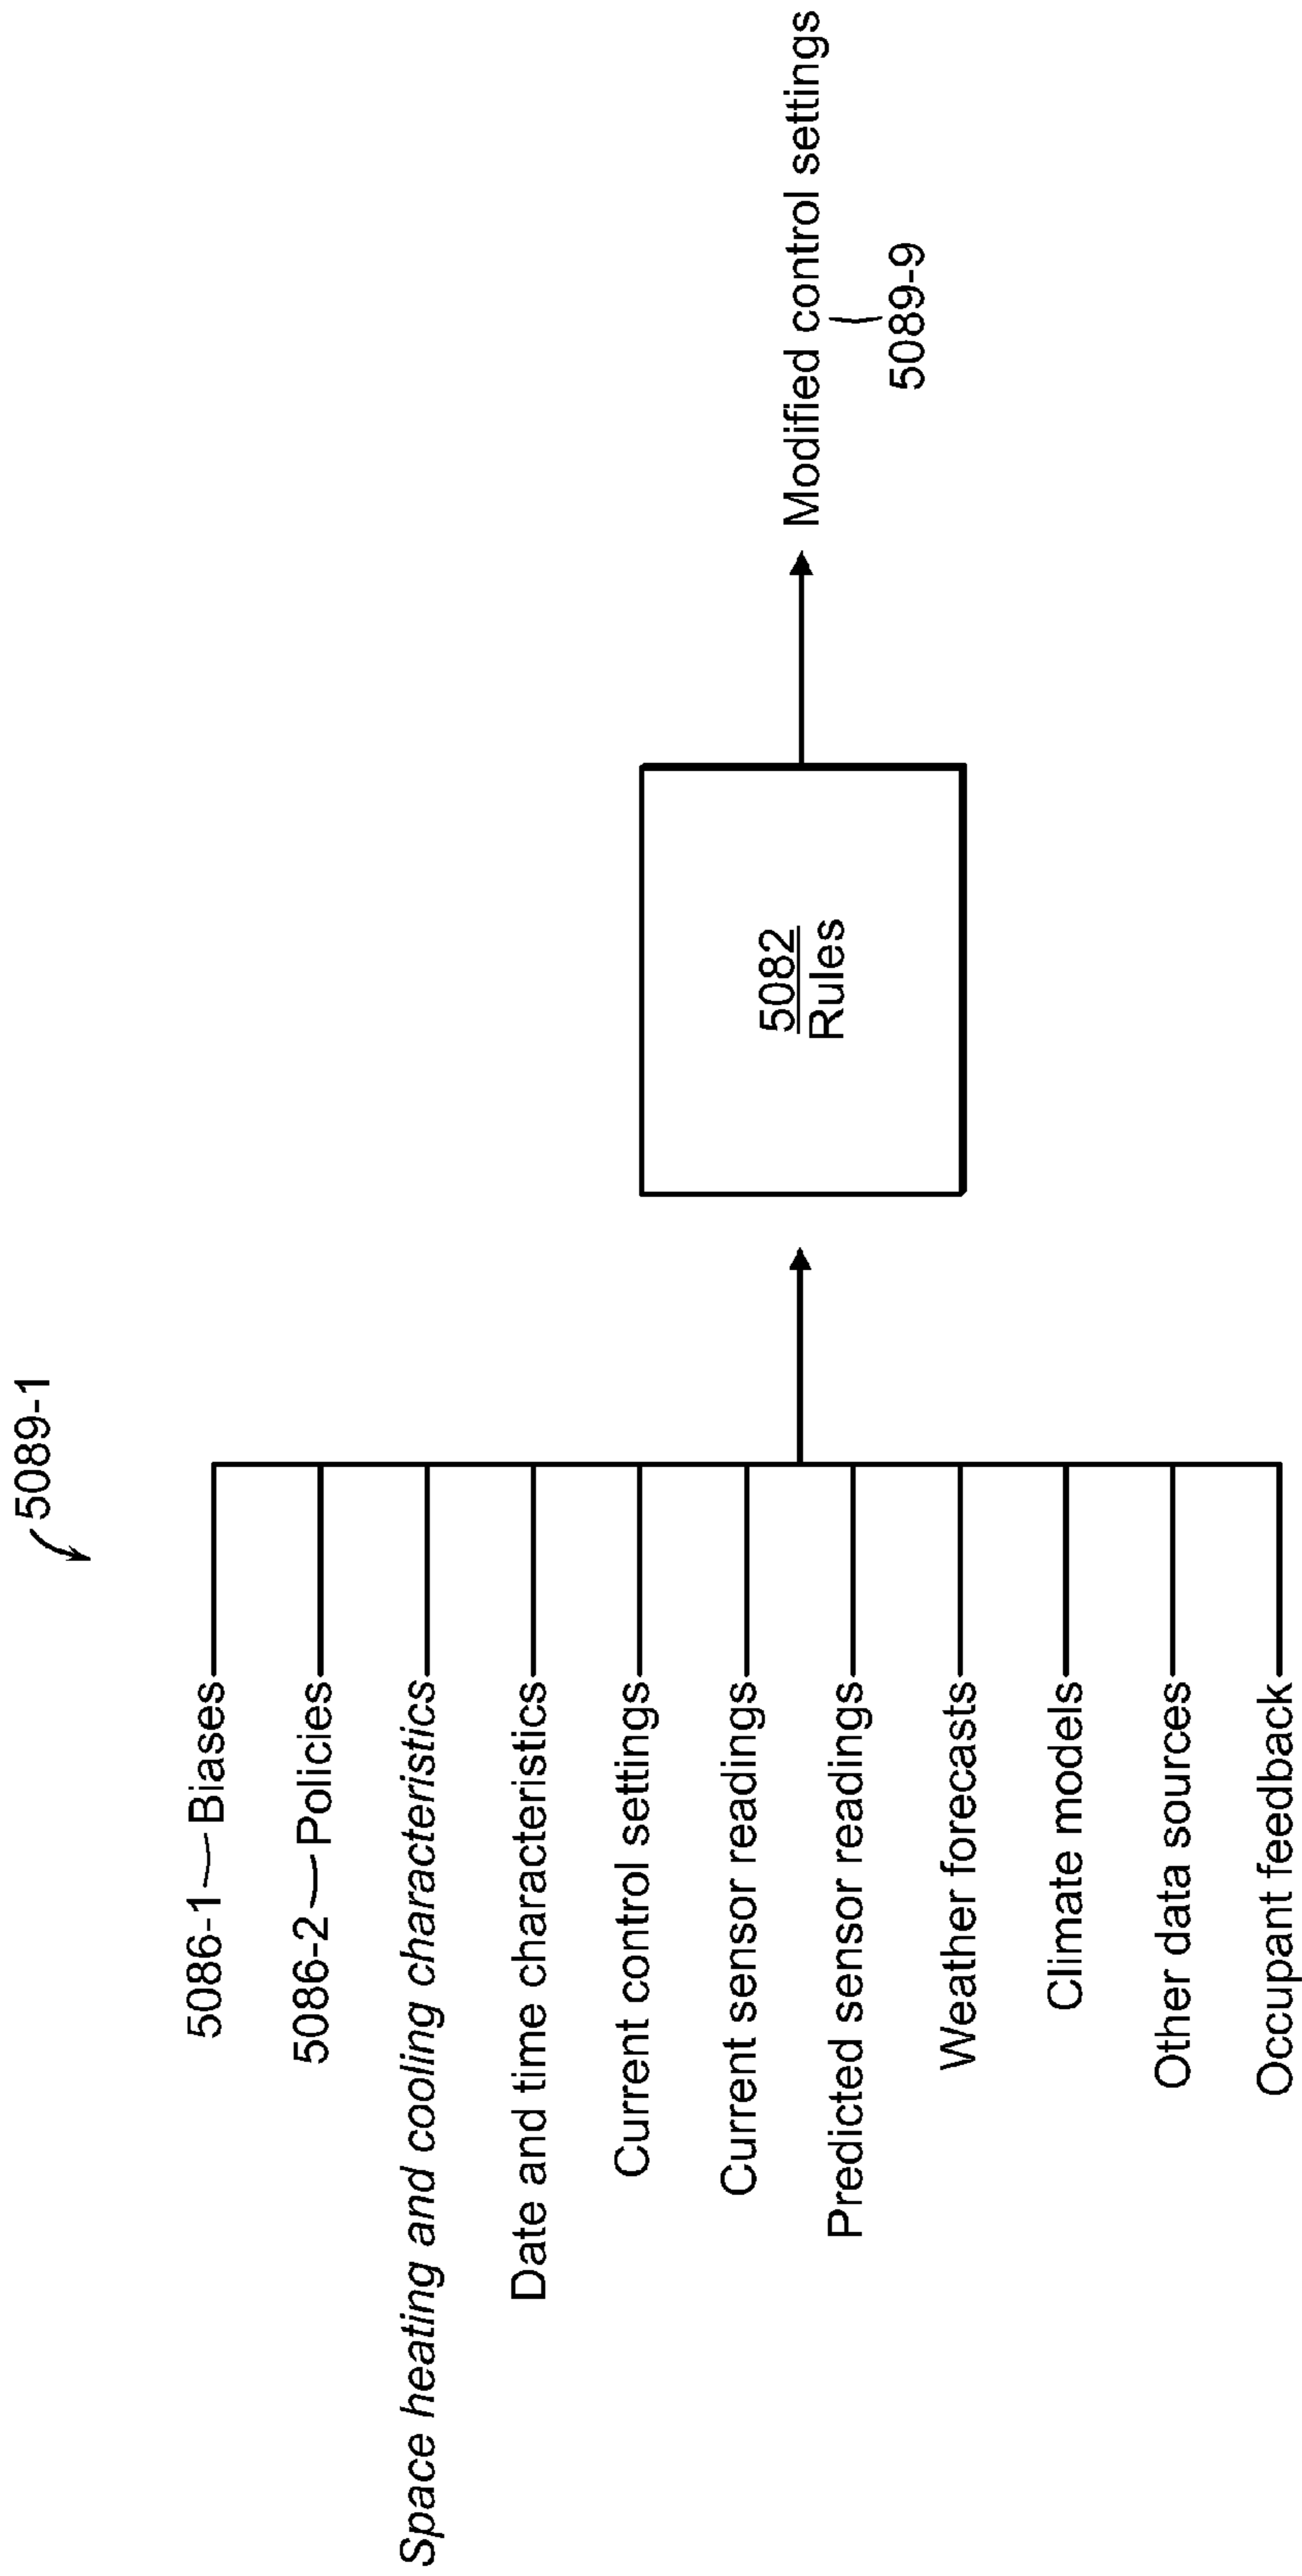 5089-1
5086-1 Biases
5086-2 Policies
Space heating and cooling characteristics
Date and time characteristics
Current control settings
Current sensor readings
Predicted sensor readings
Weather forecasts
Climate models
Other data sources
Occupant feedback
5082
Rules
Modified control settings
5089-9